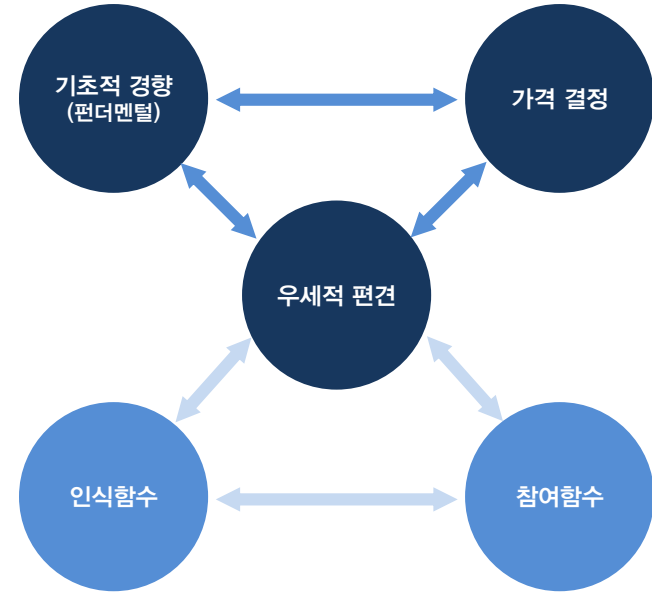 기초적 경향
(펀더멘털)
가격 결정
우세적 편견
인식함수
참여함수